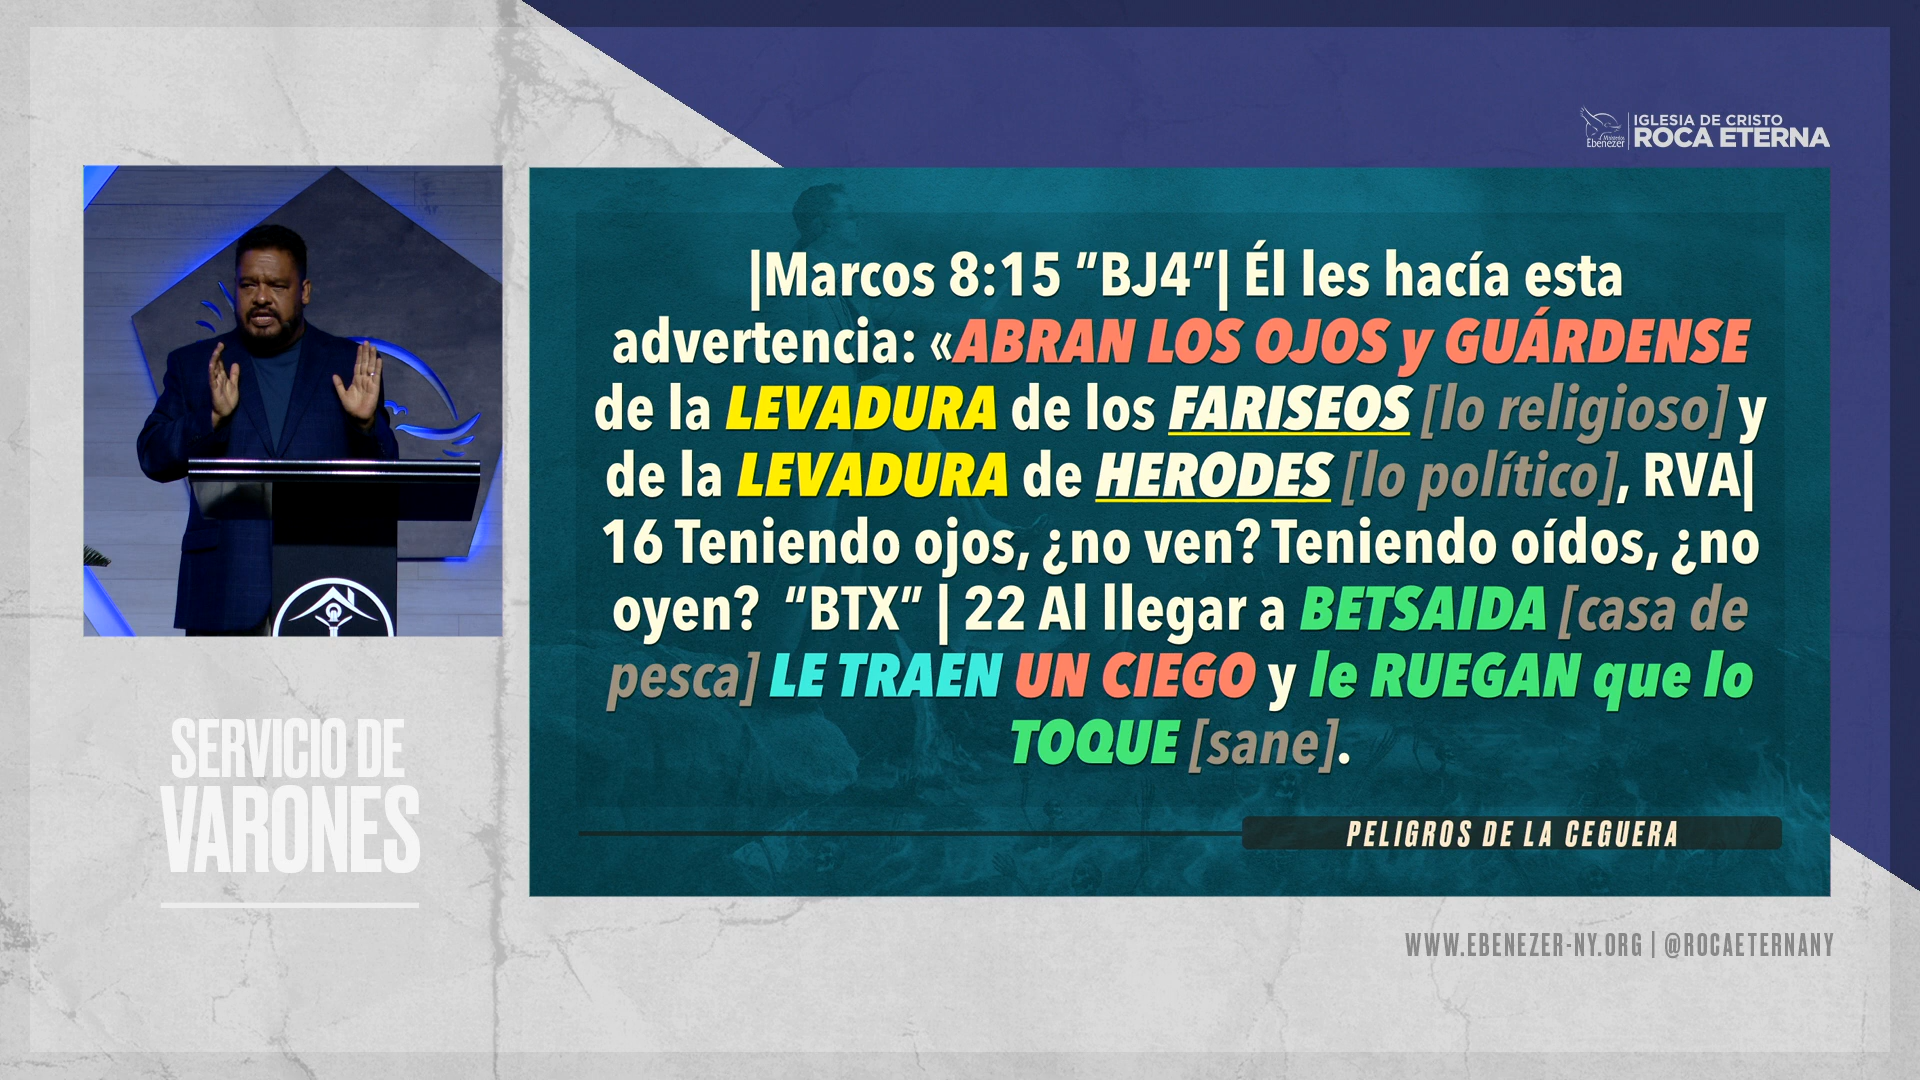 Ministerios
Ebenezer
IGLESIA DE CRISTO
ROCA ETERNA
|Marcos 8:15 “BJ4”| Él les hacía esta
advertencia: «ABRAN LOS OJOS y GUÁRDENSE
de la LEVADURA de los FARISEOS [lo religioso] y
de la LEVADURA de HERODES [lo político], RVA|
16 Teniendo ojos, ¿no ven? Teniendo oídos, ¿no
oyen? “BTX” | 22 Al llegar a BETSAIDA [casa de
pesca] LE TRAEN UN CIEGO y le RUEGAN que lo
TOQUE [sane].
PELIGROS DE LA CEGUERA
SERVICIO DE
VARONES
WWW.EBENEZER-NY.ORG | @ROCAETERNANY